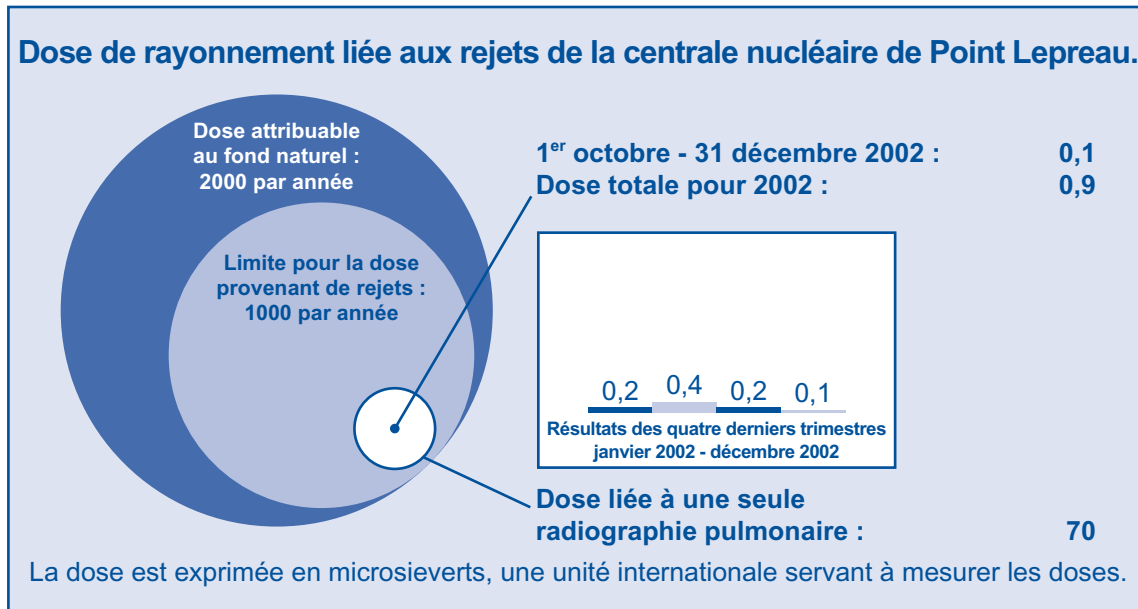 Dose de rayonnement liée aux rejets de la centrale nucléaire de Point Lepreau.
Dose attribuable
au fond naturel :
2000 par année
Limite pour la dose
provenant de rejets :
1000 par année
1er octobre - 31 décembre 2002 : 0,1
Dose totale pour 2002 : 0,9
0,2 0,4 0,2 0,1
Résultats des quatre derniers trimestres
janvier 2002 - décembre 2002
Dose liée à une seule
radiographie pulmonaire : 70
La dose est exprimée en microsieverts, une unité internationale servant à mesurer les doses.